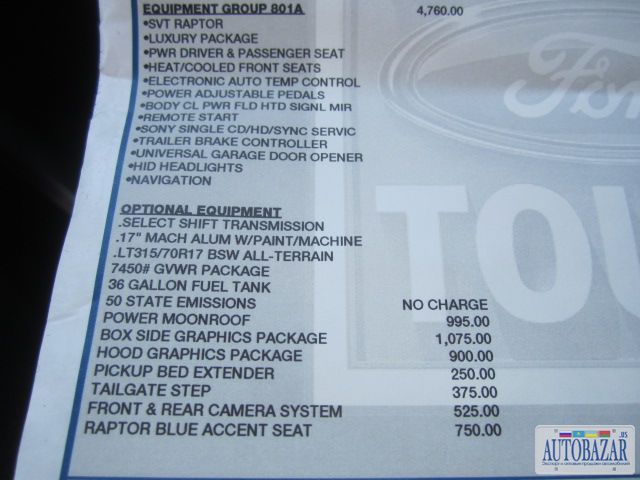 EQUIPMENT GROUP 801A 4,760.00
•SVT RAPTOR
•LUXURY PACKAGE
•PWR DRIVER & PASSENGER SEAT
•HEAT/COOLED FRONT SEATS
•ELECTRONIC AUTO TEMP CONTROL
•POWER ADJUSTABLE PEDALS
•BODY CL PWR FLD HTD SIGNL MIR
•REMOTE START
•SONY SINGLE CD/HD/SYNC SERVIC
•TRAILER BRAKE CONTROLLER
•UNIVERSAL GARAGE DOOR OPENER
•HID HEADLIGHTS
•NAVIGATION
OPTIONAL EQUIPMENT
.SELECT SHIFT TRANSMISSION
.17" MACH ALUM W/PAINT/MACHINE
.LT315/70R17 BSW ALL-TERRAIN
7450# GVWR PACKAGE
36 GALLON FUEL TANK
50 STATE EMISSIONS NO CHARGE
POWER MOONROOF 995.00
BOX SIDE GRAPHICS PACKAGE 1,075.00
HOOD GRAPHICS PACKAGE 900.00
PICKUP BED EXTENDER 250.00
TAILGATE STEP 375.00
FRONT & REAR CAMERA SYSTEM 525.00
RAPTOR BLUE ACCENT SEAT 750.00
For
TOU
.US
AUTOBAZAR